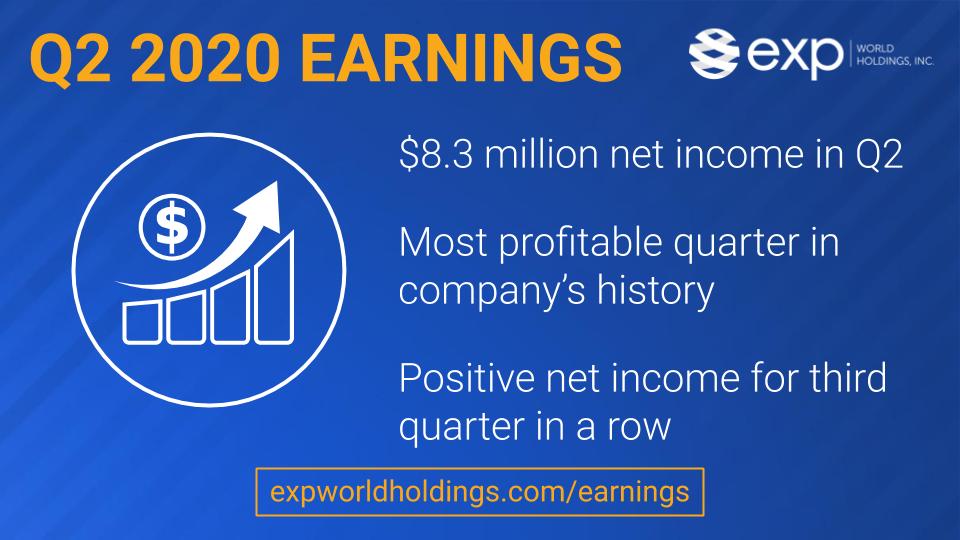 Q2 2020 EARNINGS
exp WORLD
HOLDINGS, INC.
$
$8.3 million net income in Q2
Most profitable quarter in
company’s history
Positive net income for third
quarter in a row
expworldholdings.com/earnings